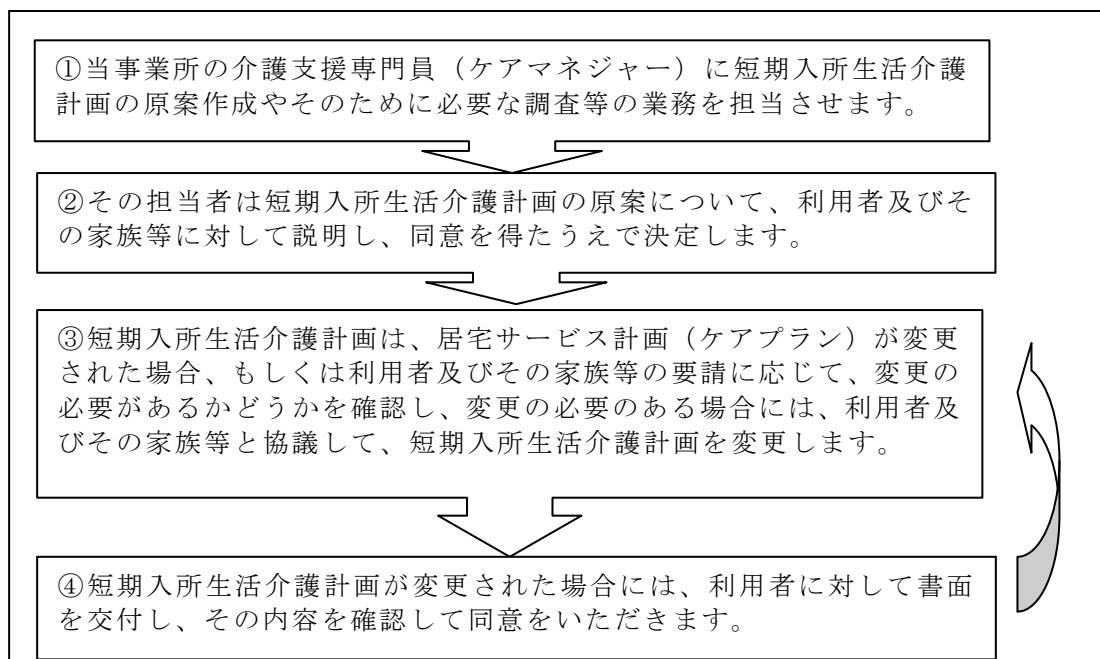 ①当事業所の介護支援専門員（ケアマネジャー）に短期入所生活介護
計画の原案作成やそのために必要な調査等の業務を担当させます。
②その担当者は短期入所生活介護計画の原案について、利用者及びそ
の家族等に対して説明し、同意を得たうえで決定します。
③短期入所生活介護計画は、居宅サービス計画（ケアプラン）が変更
された場合、もしくは利用者及びその家族等の要請に応じて、変更の
必要があるかどうかを確認し、変更の必要のある場合には、利用者及
びその家族等と協議して、短期入所生活介護計画を変更します。
④短期入所生活介護計画が変更された場合には、利用者に対して書面
を交付し、その内容を確認して同意をいただきます。